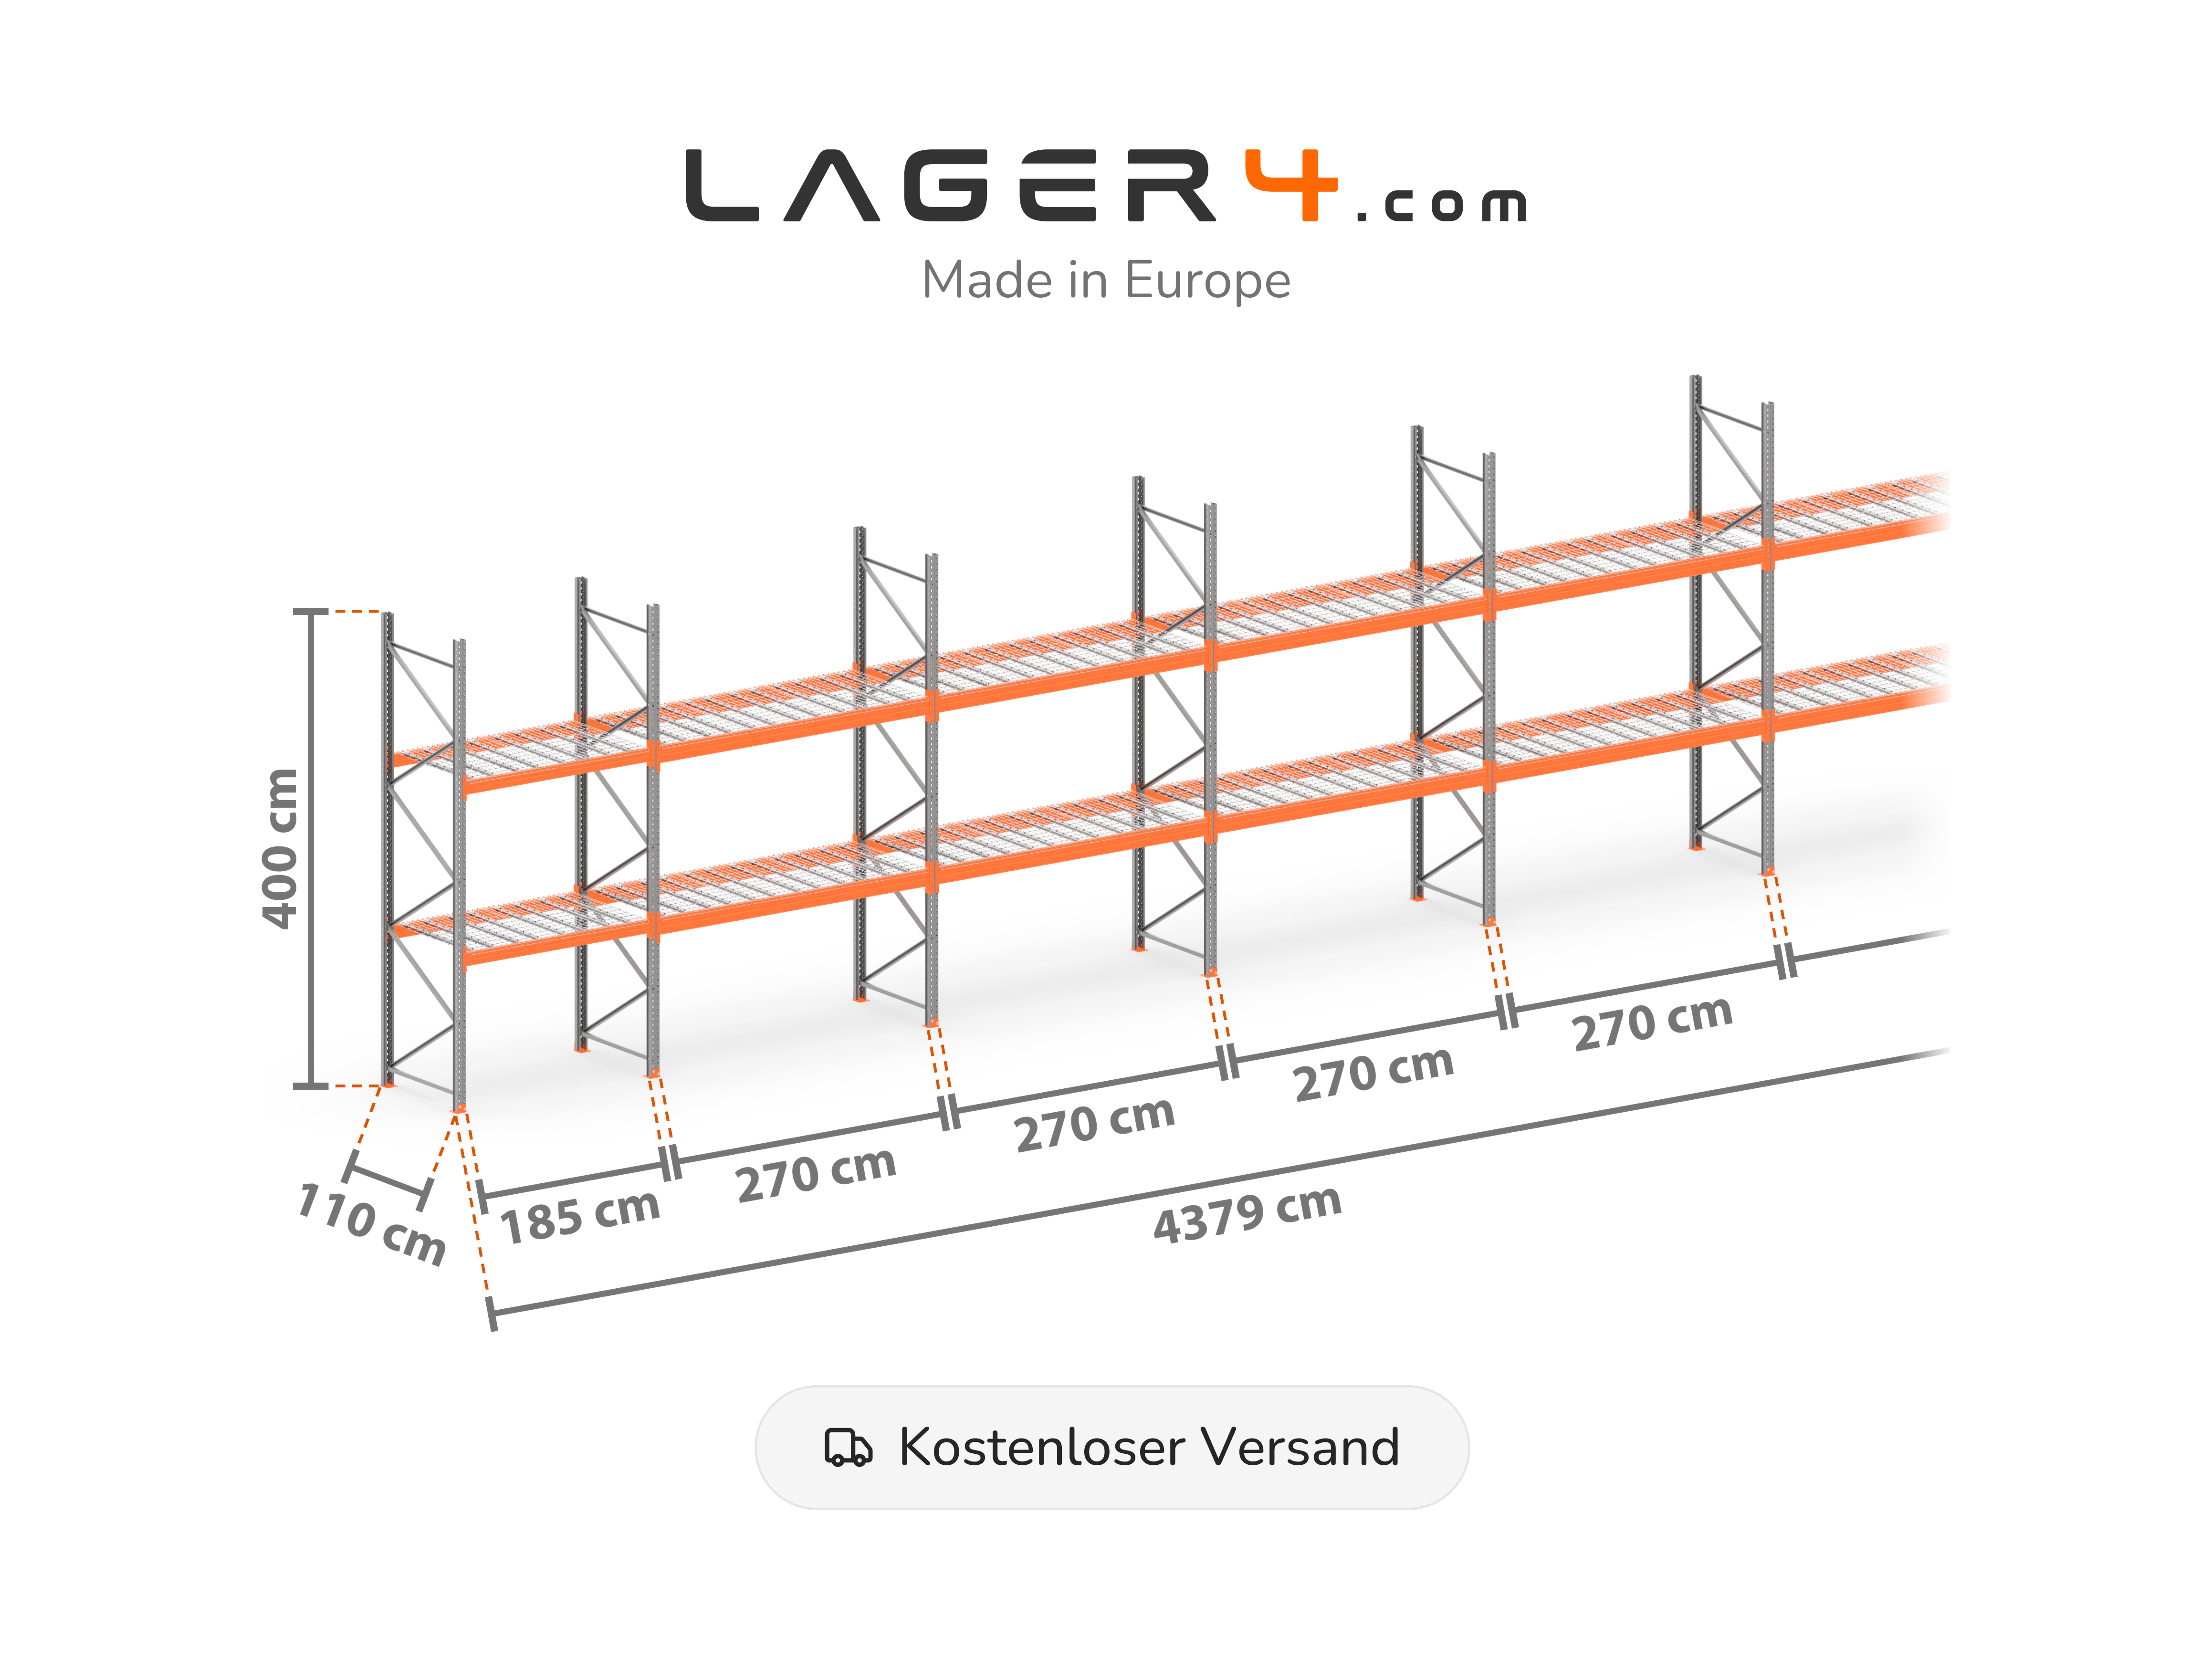 LAGER4.com
Made in Europe
400 cm
110 cm
185 cm
270 cm
270 cm
270 cm
270 cm
4379 cm
Kostenloser Versand